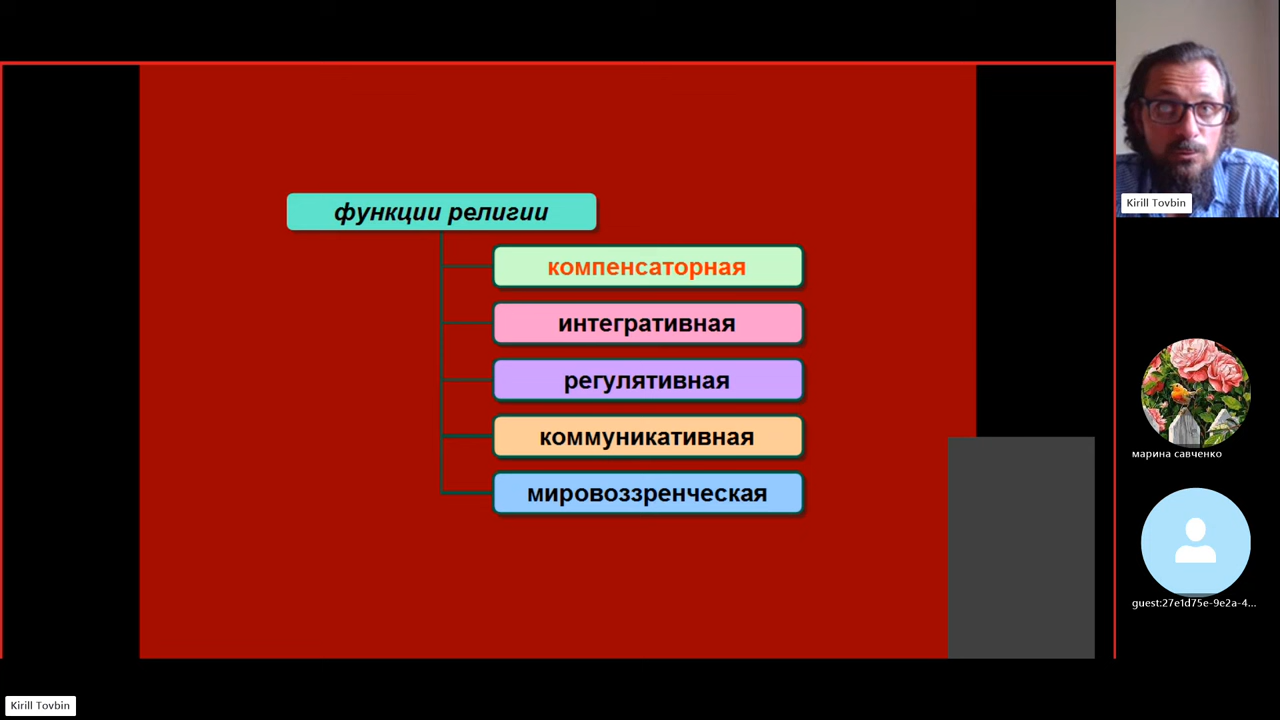 функции религии
компенсаторная
интегративная
регулятивная
коммуникативная
мировоззренческая
Kirill Tovbin
марина савченко
guest:27e1d75e-9e2a-4...
Kirill Tovbin